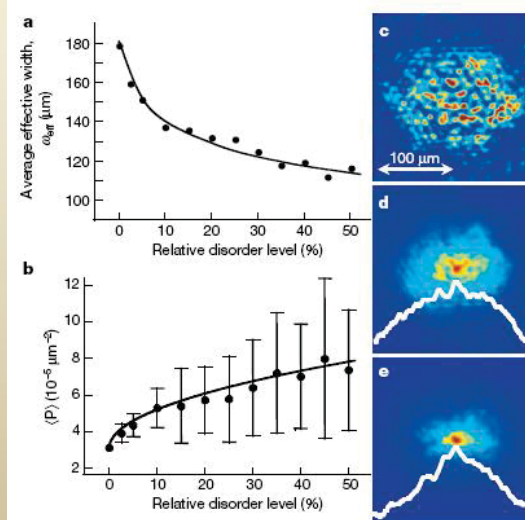 a
Average effective width,
ω_eff (μm)
180
160
140
120
100
0 10 20 30 40 50
Relative disorder level (%)
b
⟨P⟩ (10⁻⁶ μm⁻²)
12
10
8
6
4
2
0 10 20 30 40 50
Relative disorder level (%)
c
100 μm
d
e